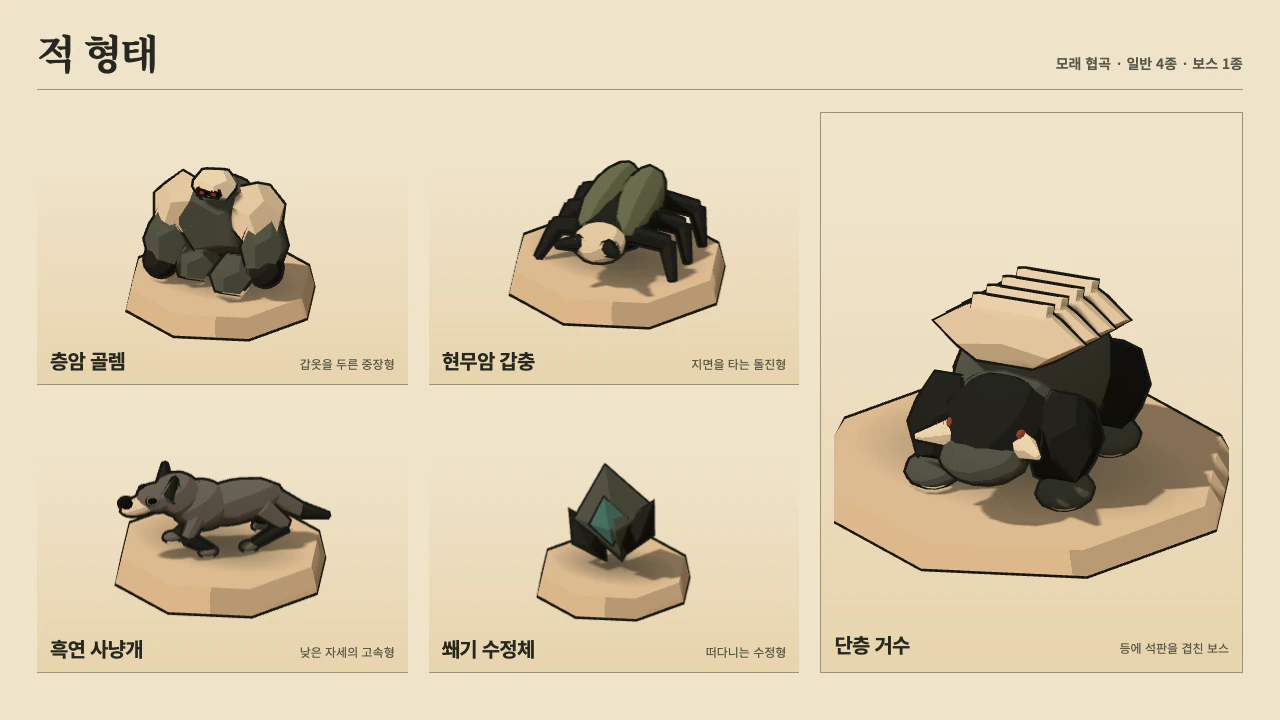 적 형태
모래 협곡 · 일반 4종 · 보스 1종
층암 골렘
갑옷을 두른 중장형
현무암 갑충
지면을 타는 돌진형
흑연 사냥개
낮은 자세의 고속형
쐐기 수정체
떠다니는 수정형
단층 거수
등에 석판을 겹친 보스